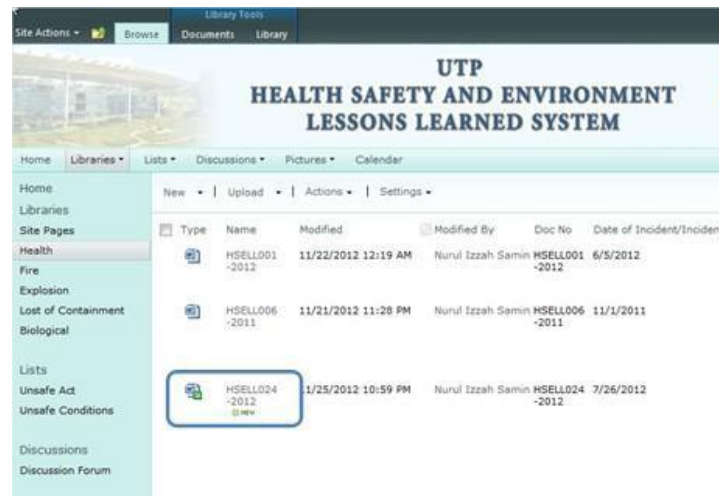 Library Tools
Site Actions Browse Documents Library
UTP
HEALTH SAFETY AND ENVIRONMENT
LESSONS LEARNED SYSTEM
Home Libraries Lists Discussions Pictures Calendar
Home
Libraries
Site Pages
Health
Fire
Explosion
Lost of Containment
Biological
Lists
Unsafe Act
Unsafe Conditions
Discussions
Discussion Forum
New | Upload | Actions | Settings
Type Name Modified Modified By Doc No Date of Incident/Inciden
HSELL001 11/22/2012 12:19 AM Nurul Izzah Samin HSELL001 6/5/2012
-2012 -2012
HSELL006 11/21/2012 11:28 PM Nurul Izzah Samin HSELL006 11/1/2011
-2011 -2011
HSELL024 11/25/2012 10:59 PM Nurul Izzah Samin HSELL024 7/26/2012
-2012 -2012
NEW